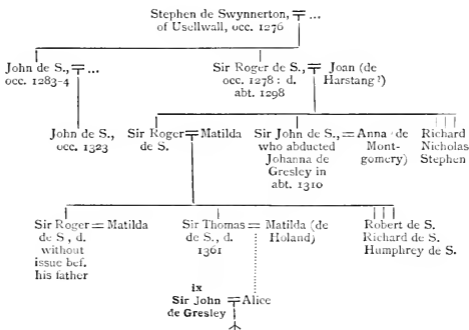 Stephen de Swynnerton, = ...
of Usellwall, occ. 1276
John de S., = ...
occ. 1283-4
Sir Roger de S., = Joan (de
occ. 1278 : d. Harstang ?)
abt. 1298
John de S.,
occ. 1323
Sir Roger = Matilda
de S.
Sir John de S., = Anna (de
who abducted Mont-
Johanna de gomery)
Gresley in
abt. 1310
Richard
Nicholas
Stephen
Sir Roger = Matilda
de S., d.
without
issue bef.
his father
Sir Thomas = Matilda (de
de S., d. Holand)
1361
Robert de S.
Richard de S.
Humphrey de S.
ix
Sir John = Alice
de Gresley